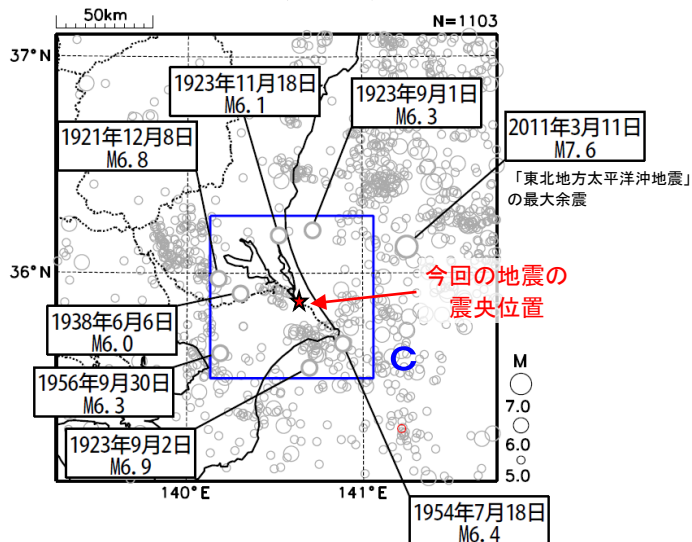 50km
N=1103
37°N
1923年11月18日
M6.1
1923年9月1日
M6.3
1921年12月8日
M6.8
2011年3月11日
M7.6
「東北地方太平洋沖地震」
の最大余震
36°N
今回の地震の
震央位置
1938年6月6日
M6.0
C
1956年9月30日
M6.3
M
7.0
6.0
5.0
1923年9月2日
M6.9
140°E
141°E
1954年7月18日
M6.4